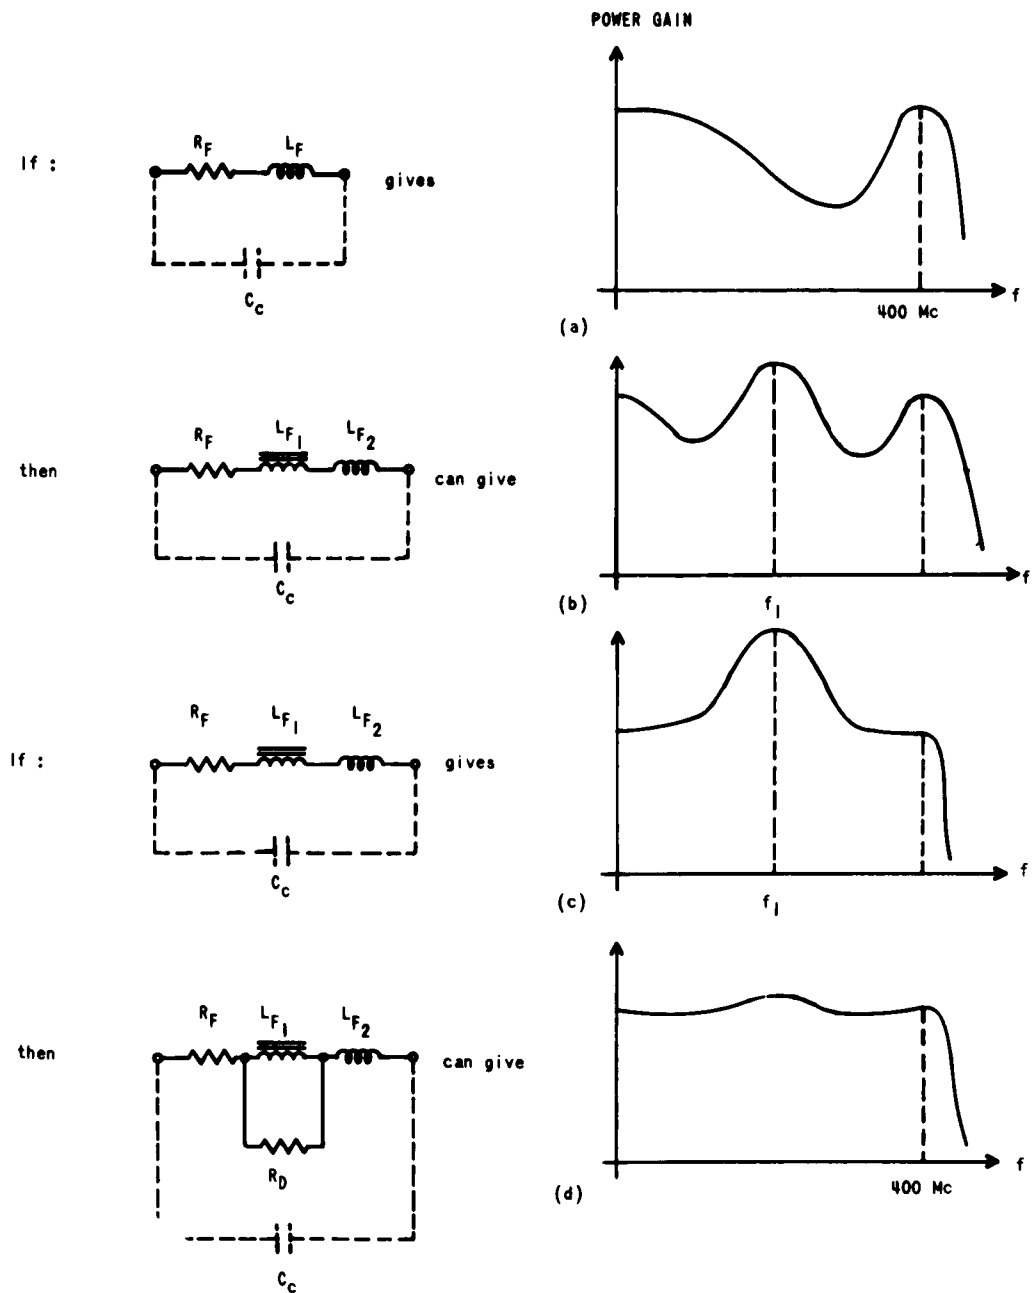 POWER GAIN
If :
R_F L_F
gives
C_c
f
400 Mc
(a)
then
R_F L_F1 L_F2
can give
C_c
f
f_1
(b)
If :
R_F L_F1 L_F2
gives
C_c
f
f_1
(c)
then
R_F L_F1 L_F2
can give
R_D
C_c
f
400 Mc
(d)